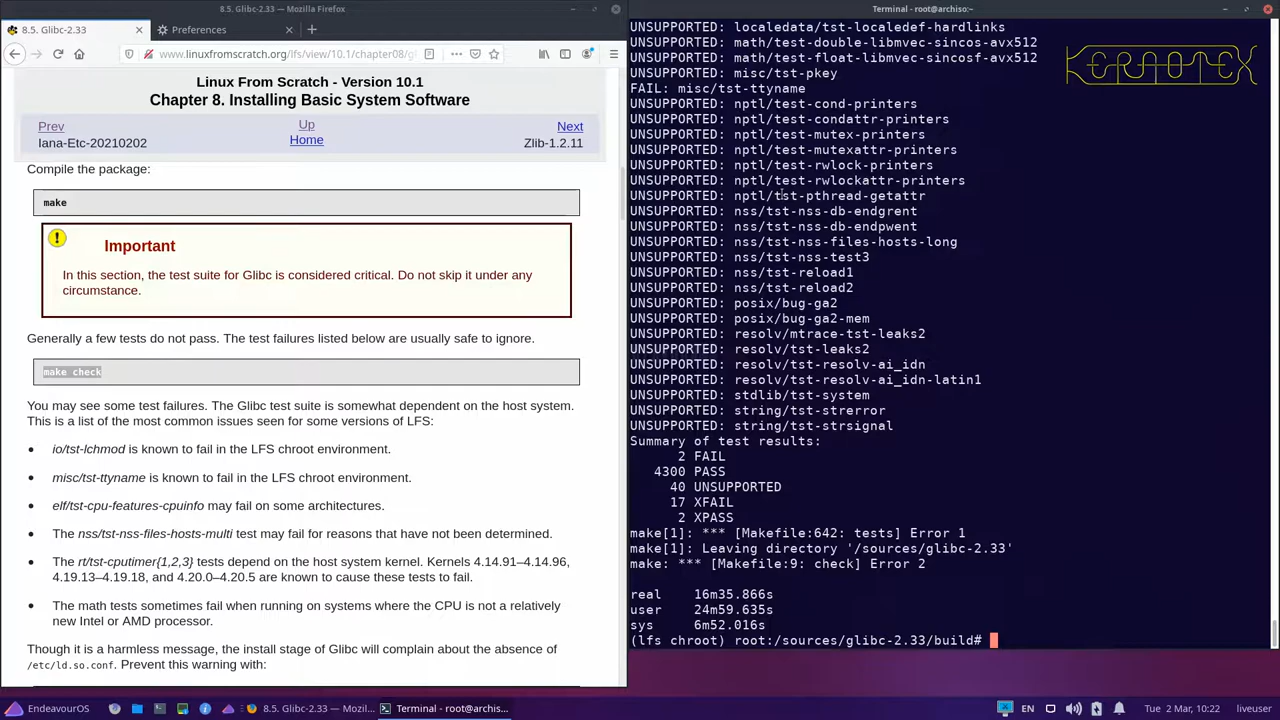 8.5. Glibc-2.33 — Mozilla Firefox
8.5. Glibc-2.33
Preferences
www.linuxfromscratch.org/lfs/view/10.1/chapter08/g
Linux From Scratch - Version 10.1
Chapter 8. Installing Basic System Software
Prev
Up
Next
Iana-Etc-20210202
Home
Zlib-1.2.11
Compile the package:
make
Important
In this section, the test suite for Glibc is considered critical. Do not skip it under any
circumstance.
Generally a few tests do not pass. The test failures listed below are usually safe to ignore.
make check
You may see some test failures. The Glibc test suite is somewhat dependent on the host system.
This is a list of the most common issues seen for some versions of LFS:
io/tst-lchmod is known to fail in the LFS chroot environment.
misc/tst-ttyname is known to fail in the LFS chroot environment.
elf/tst-cpu-features-cpuinfo may fail on some architectures.
The nss/tst-nss-files-hosts-multi test may fail for reasons that have not been determined.
The rt/tst-cputimer{1,2,3} tests depend on the host system kernel. Kernels 4.14.91–4.14.96,
4.19.13–4.19.18, and 4.20.0–4.20.5 are known to cause these tests to fail.
The math tests sometimes fail when running on systems where the CPU is not a relatively
new Intel or AMD processor.
Though it is a harmless message, the install stage of Glibc will complain about the absence of
/etc/ld.so.conf. Prevent this warning with:
Terminal - root@archiso:~
UNSUPPORTED: localedata/tst-localedef-hardlinks
UNSUPPORTED: math/test-double-libmvec-sincos-avx512
UNSUPPORTED: math/test-float-libmvec-sincosf-avx512
UNSUPPORTED: misc/tst-pkey
FAIL: misc/tst-ttyname
UNSUPPORTED: nptl/test-cond-printers
UNSUPPORTED: nptl/test-condattr-printers
UNSUPPORTED: nptl/test-mutex-printers
UNSUPPORTED: nptl/test-mutexattr-printers
UNSUPPORTED: nptl/test-rwlock-printers
UNSUPPORTED: nptl/test-rwlockattr-printers
UNSUPPORTED: nptl/tst-pthread-getattr
UNSUPPORTED: nss/tst-nss-db-endgrent
UNSUPPORTED: nss/tst-nss-db-endpwent
UNSUPPORTED: nss/tst-nss-files-hosts-long
UNSUPPORTED: nss/tst-nss-test3
UNSUPPORTED: nss/tst-reload1
UNSUPPORTED: nss/tst-reload2
UNSUPPORTED: posix/bug-ga2
UNSUPPORTED: posix/bug-ga2-mem
UNSUPPORTED: resolv/mtrace-tst-leaks2
UNSUPPORTED: resolv/tst-leaks2
UNSUPPORTED: resolv/tst-resolv-ai_idn
UNSUPPORTED: resolv/tst-resolv-ai_idn-latin1
UNSUPPORTED: stdlib/tst-system
UNSUPPORTED: string/tst-strerror
UNSUPPORTED: string/tst-strsignal
Summary of test results:
2 FAIL
4300 PASS
40 UNSUPPORTED
17 XFAIL
2 XPASS
make[1]: *** [Makefile:642: tests] Error 1
make[1]: Leaving directory '/sources/glibc-2.33'
make: *** [Makefile:9: check] Error 2
real 16m35.866s
user 24m59.635s
sys 6m52.016s
(lfs chroot) root:/sources/glibc-2.33/build#
EndeavourOS
8.5. Glibc-2.33 — Mozil...
Terminal - root@archiso...
EN
Tue 2 Mar, 10:22
liveuser